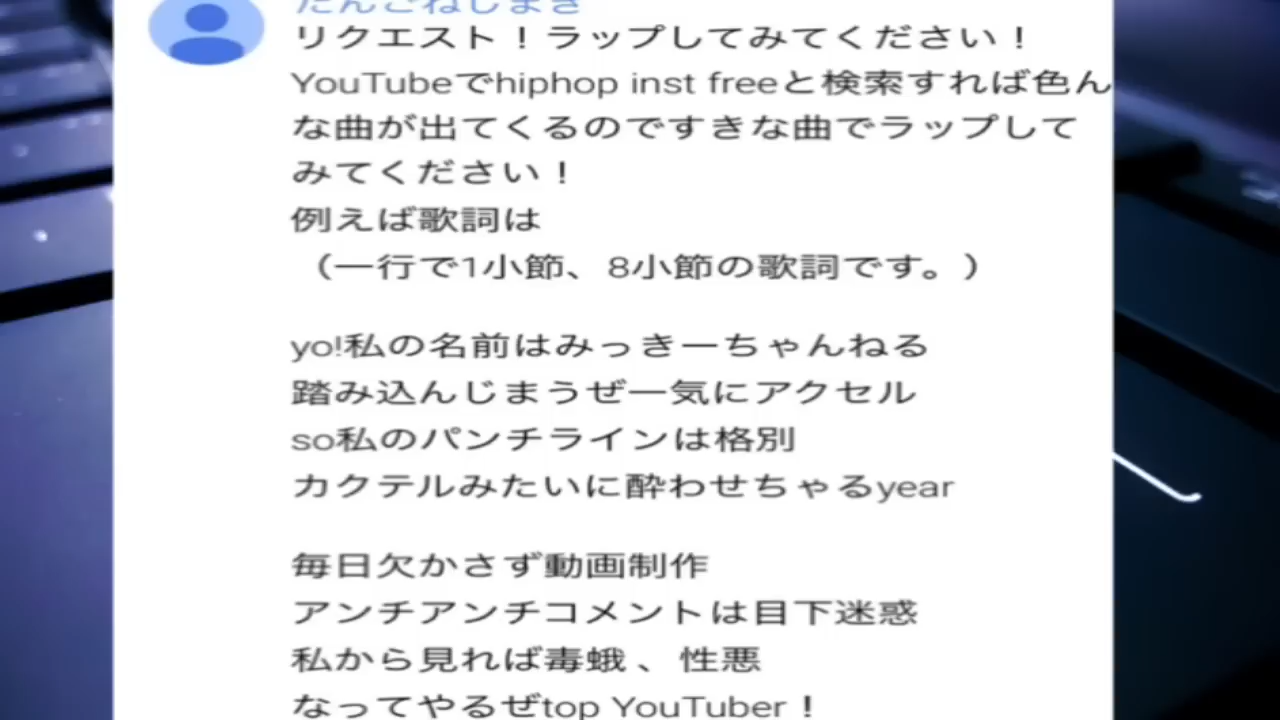 だんごねじまき
リクエスト！ラップしてみてください！
YouTubeでhiphop inst freeと検索すれば色ん
な曲が出てくるのですきな曲でラップして
みてください！
例えば歌詞は
（一行で1小節、8小節の歌詞です。）
yo!私の名前はみっきーちゃんねる
踏み込んじまうぜ一気にアクセル
so私のパンチラインは格別
カクテルみたいに酔わせちゃるyear
毎日欠かさず動画制作
アンチアンチコメントは目下迷惑
私から見れば毒蛾 、 性悪
なってやるぜtop YouTuber！